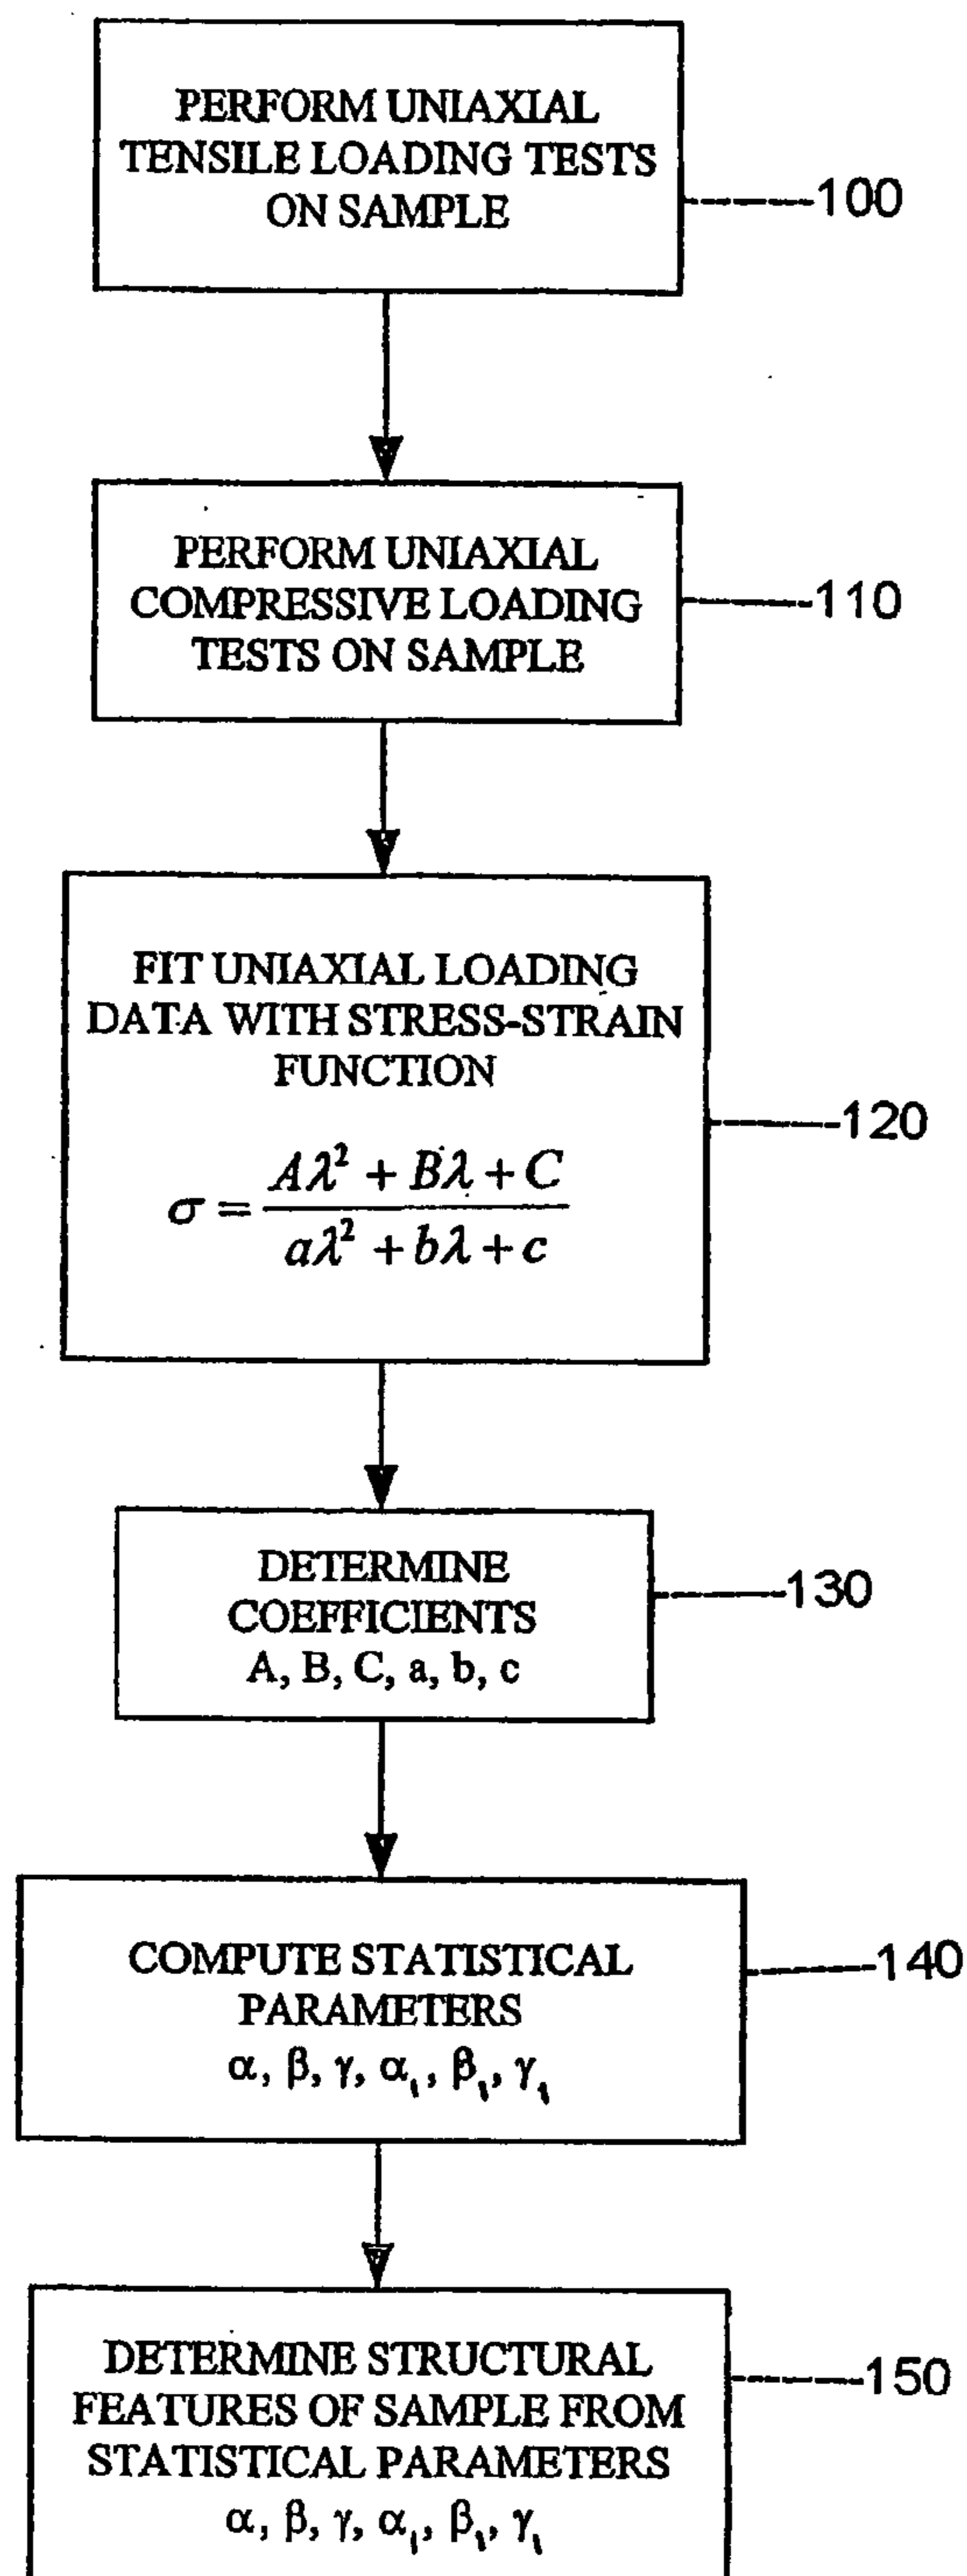 PERFORM UNIAXIAL
TENSILE LOADING TESTS
ON SAMPLE
100
PERFORM UNIAXIAL
COMPRESSIVE LOADING
TESTS ON SAMPLE
110
FIT UNIAXIAL LOADING
DATA WITH STRESS-STRAIN
FUNCTION
σ = (Aλ² + Bλ + C) / (aλ² + bλ + c)
120
DETERMINE
COEFFICIENTS
A, B, C, a, b, c
130
COMPUTE STATISTICAL
PARAMETERS
α, β, γ, α₁, β₁, γ₁
140
DETERMINE STRUCTURAL
FEATURES OF SAMPLE FROM
STATISTICAL PARAMETERS
α, β, γ, α₁, β₁, γ₁
150